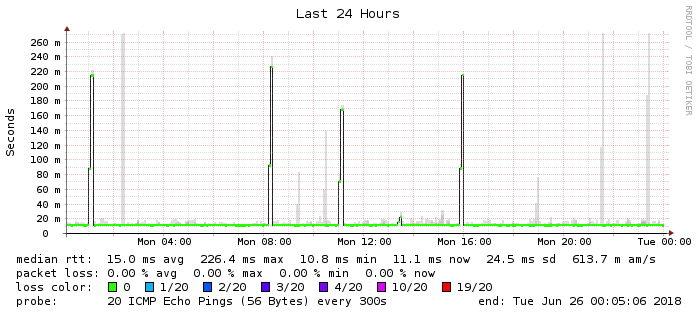 Last 24 Hours
RRDTOOL / TOBI OETIKER
Seconds
260 m
240 m
220 m
200 m
180 m
160 m
140 m
120 m
100 m
80 m
60 m
40 m
20 m
0
Mon 04:00 Mon 08:00 Mon 12:00 Mon 16:00 Mon 20:00 Tue 00:00
median rtt: 15.0 ms avg 226.4 ms max 10.8 ms min 11.1 ms now 24.5 ms sd 613.7 m am/s
packet loss: 0.00 % avg 0.00 % max 0.00 % min 0.00 % now
loss color: 0 1/20 2/20 3/20 4/20 10/20 19/20
probe: 20 ICMP Echo Pings (56 Bytes) every 300s end: Tue Jun 26 00:05:06 2018